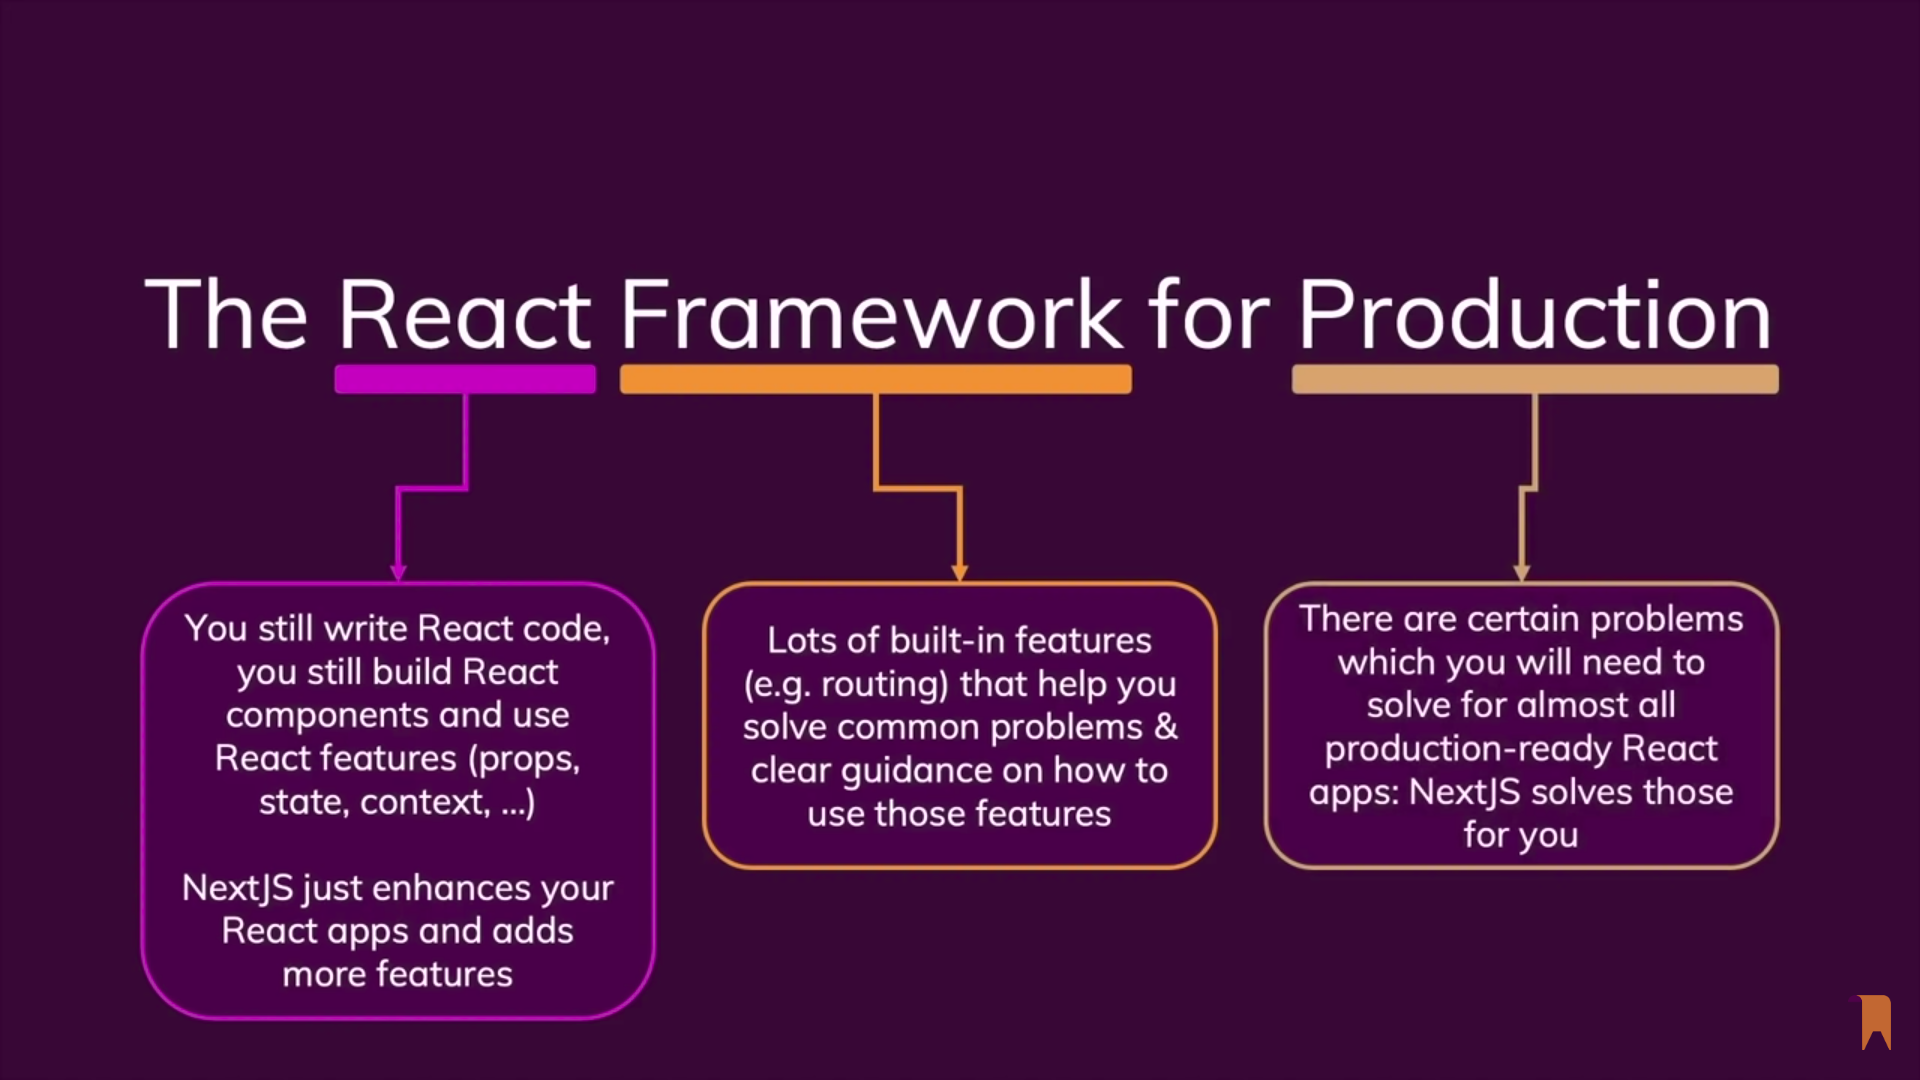 The React Framework for Production
You still write React code,
you still build React
components and use
React features (props,
state, context, ...)
NextJS just enhances your
React apps and adds
more features
Lots of built-in features
(e.g. routing) that help you
solve common problems &
clear guidance on how to
use those features
There are certain problems
which you will need to
solve for almost all
production-ready React
apps: NextJS solves those
for you